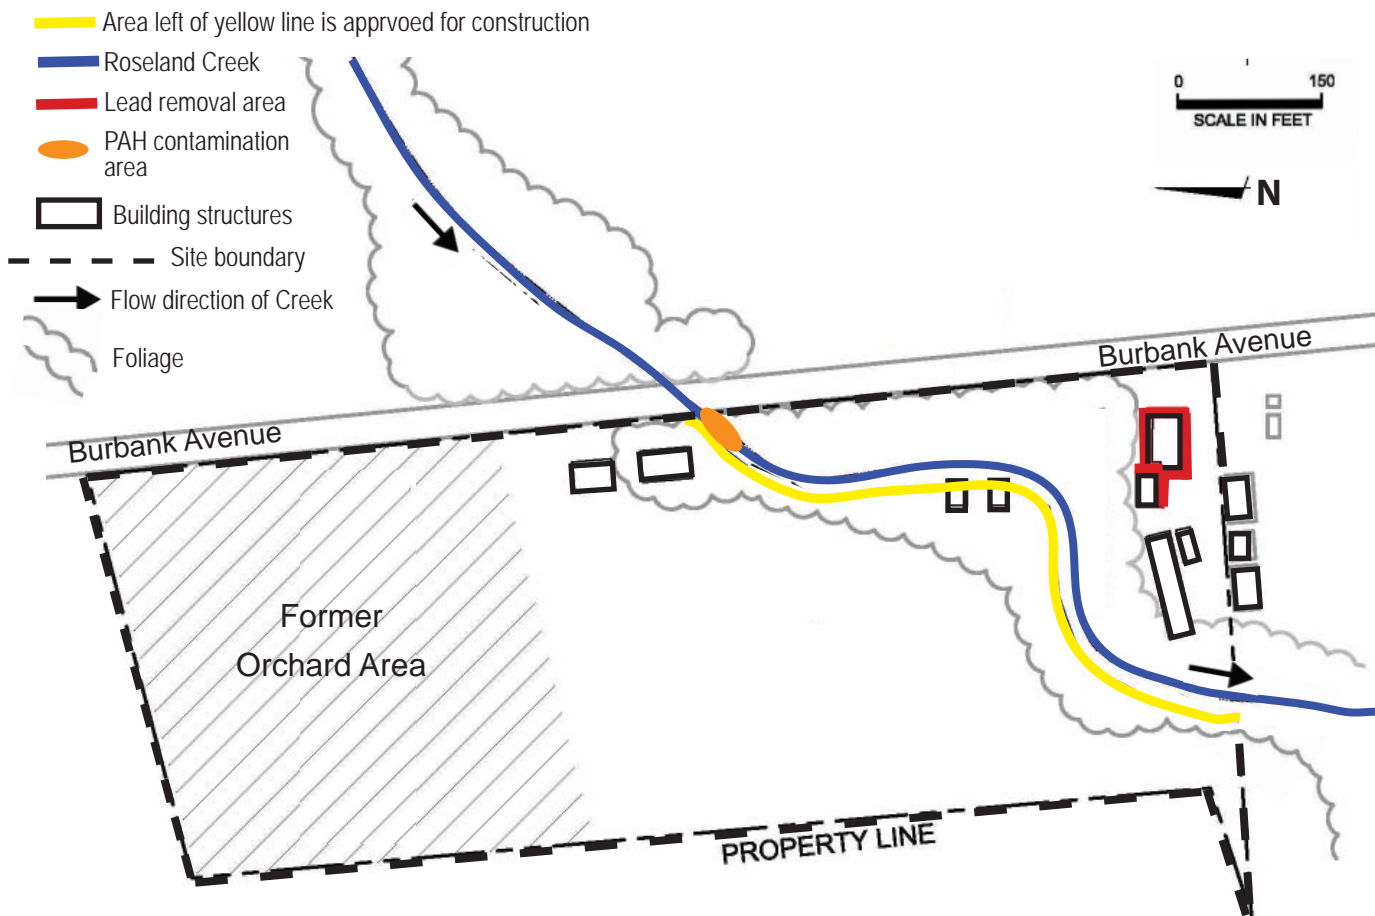 Area left of yellow line is apprvoed for construction
Roseland Creek
Lead removal area
PAH contamination
area
Building structures
Site boundary
Flow direction of Creek
Foliage
0 150
SCALE IN FEET
N
Burbank Avenue
Burbank Avenue
Former
Orchard Area
PROPERTY LINE